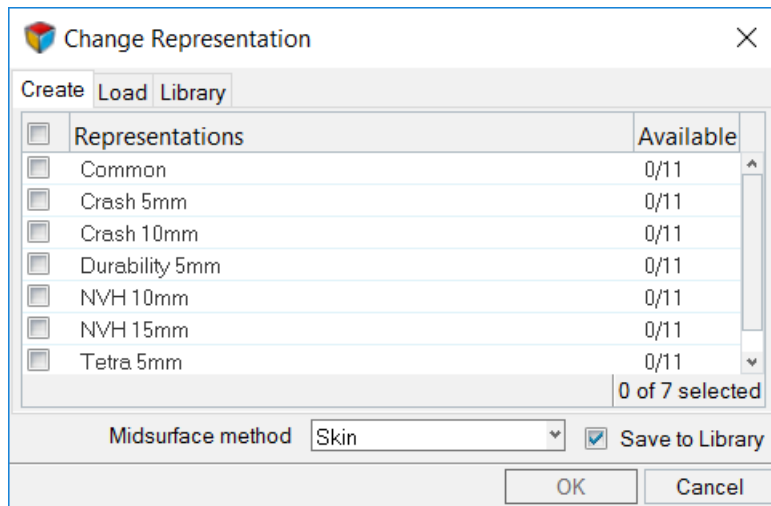 Change Representation
Create Load Library
Representations Available
Common 0/11
Crash 5mm 0/11
Crash 10mm 0/11
Durability 5mm 0/11
NVH 10mm 0/11
NVH 15mm 0/11
Tetra 5mm 0/11
0 of 7 selected
Midsurface method Skin Save to Library
OK Cancel